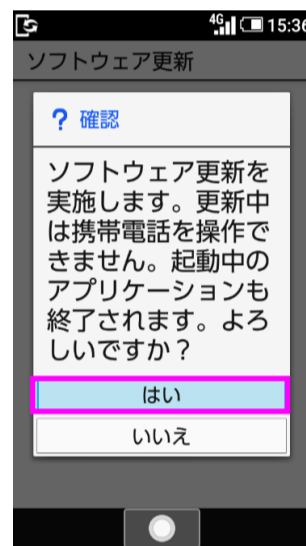 4G 15:36
ソフトウェア更新
? 確認
ソフトウェア更新を
実施します。更新中
は携帯電話を操作で
きません。起動中の
アプリケーションも
終了されます。よろ
しいですか？
はい
いいえ